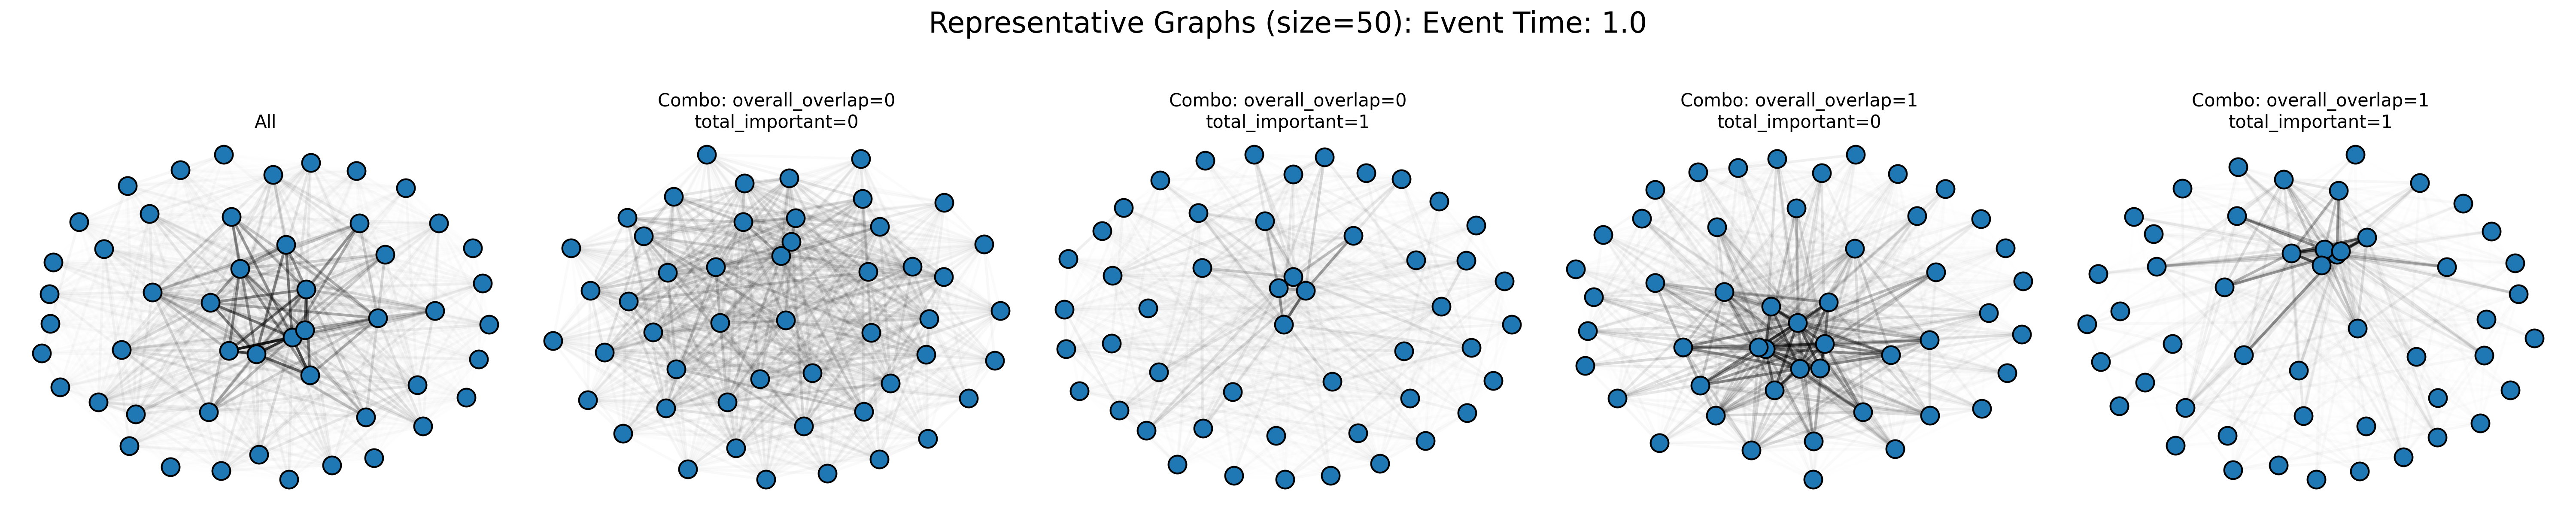 Representative Graphs (size=50): Event Time: 1.0
All
Combo: overall_overlap=0
total_important=0
Combo: overall_overlap=0
total_important=1
Combo: overall_overlap=1
total_important=0
Combo: overall_overlap=1
total_important=1